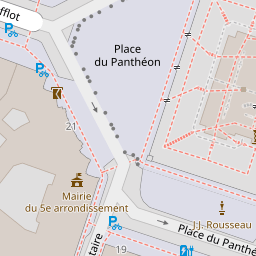 fflot
Place
du Panthéon
21
Mairie
du 5e arrondissement
J.J. Rousseau
Place du Panthé
taire
19